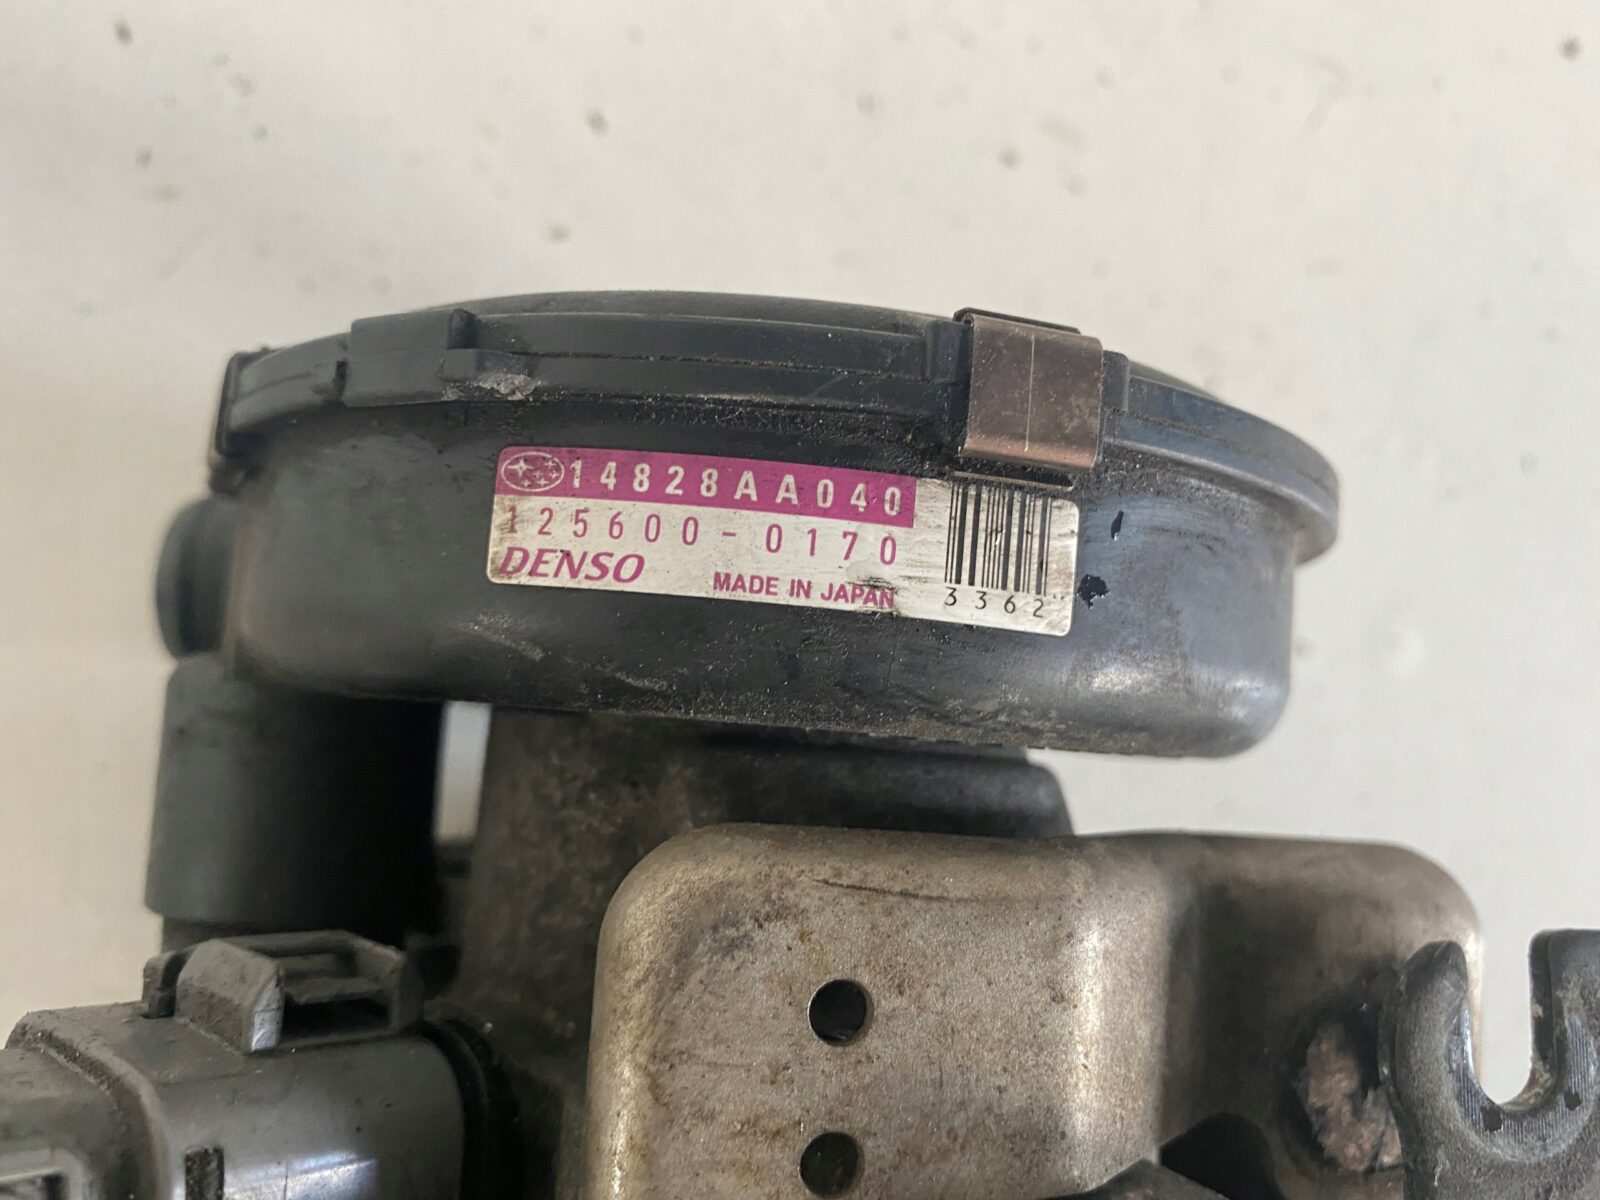 14828AA040
125600-0170
DENSO MADE IN JAPAN
3362